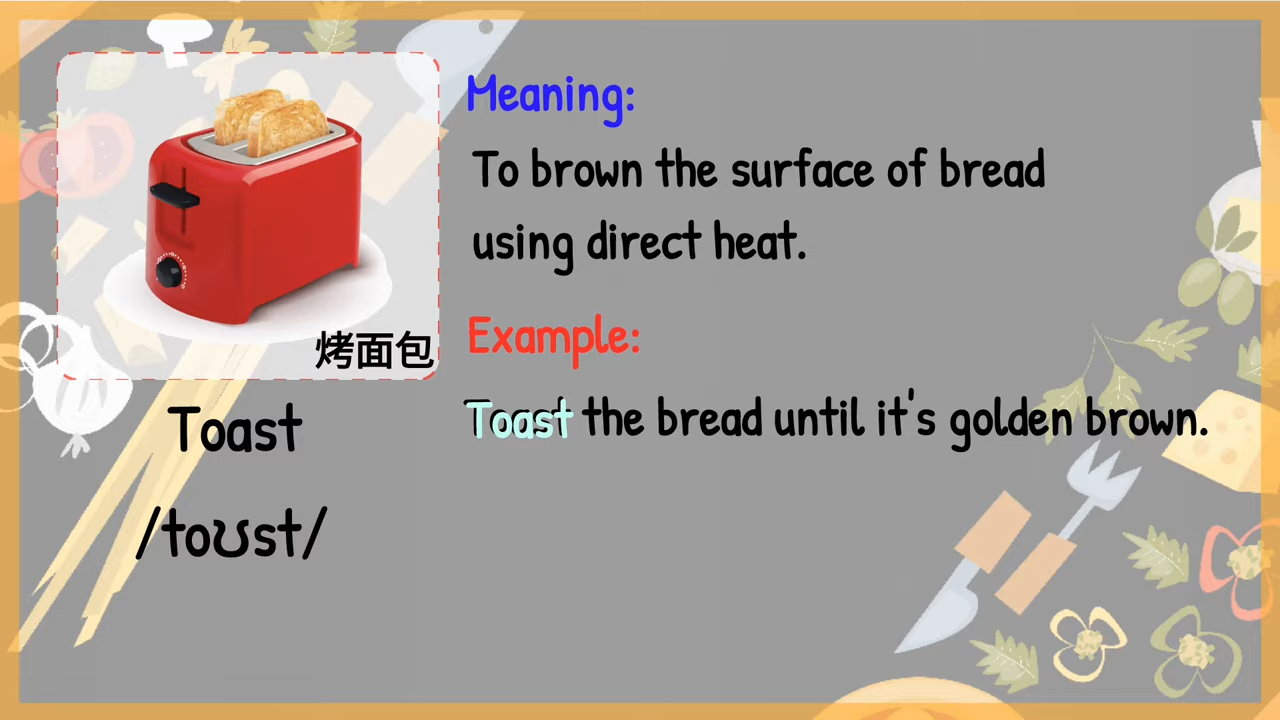 烤面包
Toast
/toʊst/
Meaning:
To brown the surface of bread
using direct heat.
Example:
Toast the bread until it's golden brown.